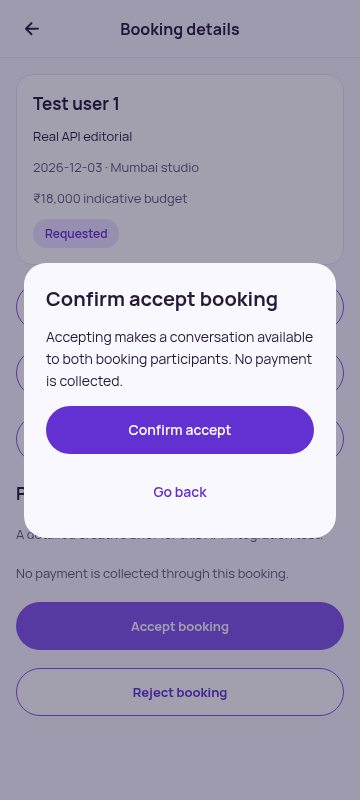 Booking details
Test user 1
Real API editorial
2026-12-03 · Mumbai studio
₹18,000 indicative budget
Requested
Confirm accept booking
Accepting makes a conversation available
to both booking participants. No payment
is collected.
Confirm accept
Go back
No payment is collected through this booking.
Accept booking
Reject booking